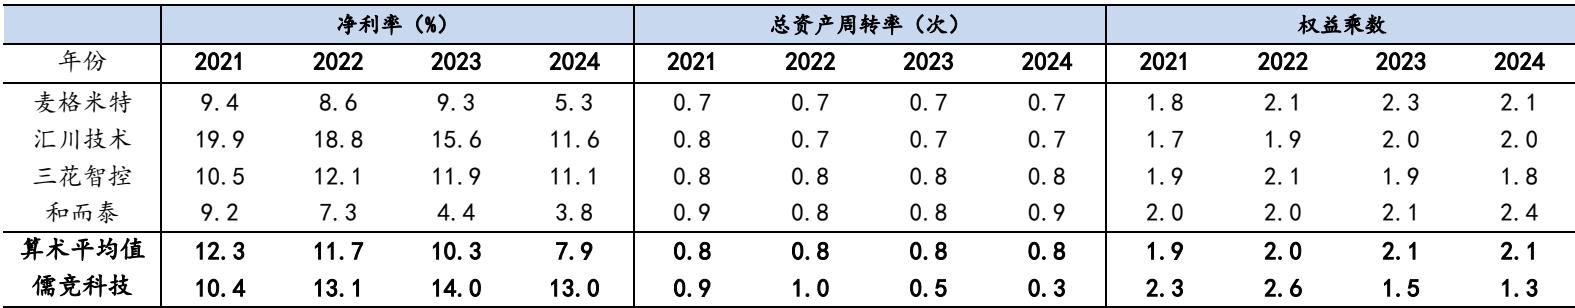 净利率（%） 总资产周转率（次） 权益乘数
年份 2021 2022 2023 2024 2021 2022 2023 2024 2021 2022 2023 2024
麦格米特 9.4 8.6 9.3 5.3 0.7 0.7 0.7 0.7 1.8 2.1 2.3 2.1
汇川技术 19.9 18.8 15.6 11.6 0.8 0.7 0.7 0.7 1.7 1.9 2.0 2.0
三花智控 10.5 12.1 11.9 11.1 0.8 0.8 0.8 0.8 1.9 2.1 1.9 1.8
和而泰 9.2 7.3 4.4 3.8 0.9 0.8 0.8 0.9 2.0 2.0 2.1 2.4
算术平均值 12.3 11.7 10.3 7.9 0.8 0.8 0.8 0.8 1.9 2.0 2.1 2.1
儒竞科技 10.4 13.1 14.0 13.0 0.9 1.0 0.5 0.3 2.3 2.6 1.5 1.3